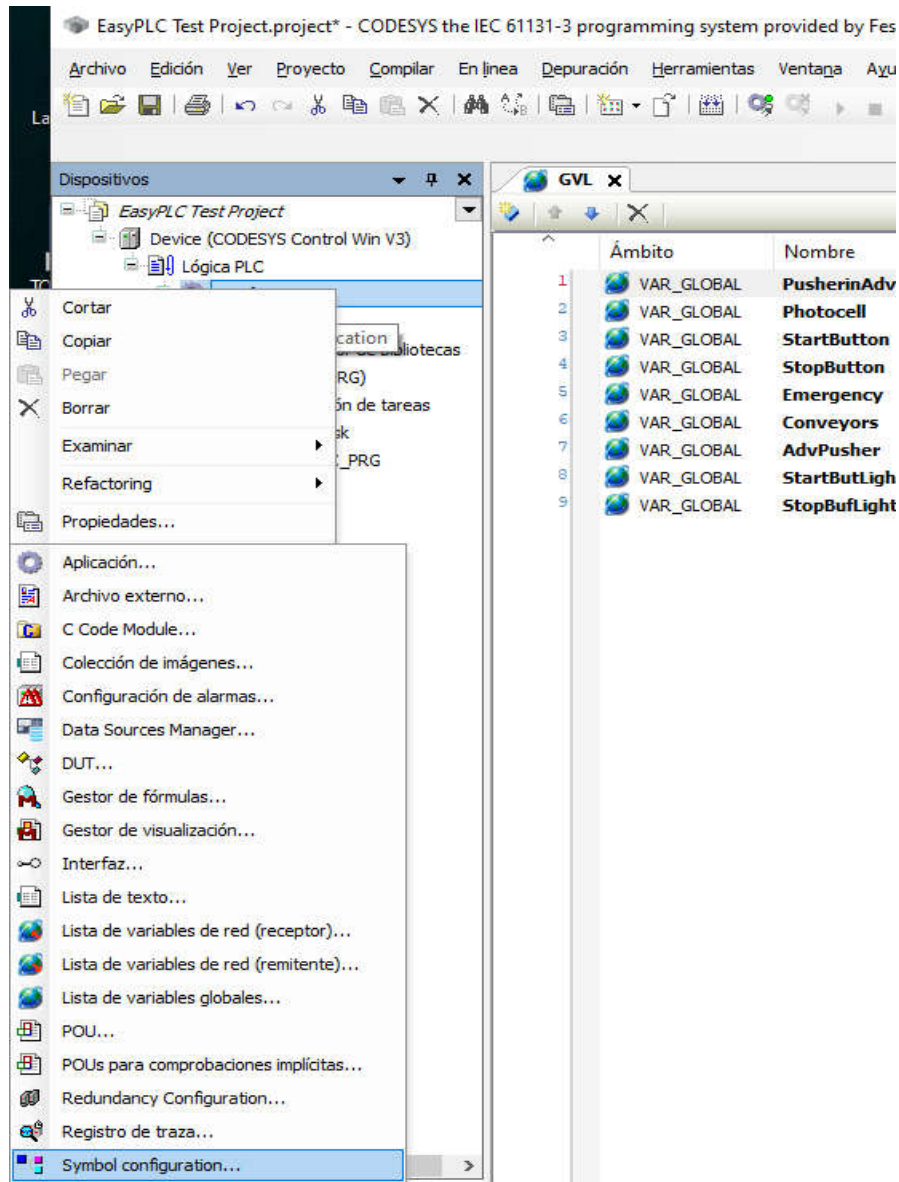 EasyPLC Test Project.project* - CODESYS the IEC 61131-3 programming system provided by Fes
Archivo Edición Ver Proyecto Compilar En línea Depuración Herramientas Ventana Ayu
La
Dispositivos
GVL
EasyPLC Test Project
Device (CODESYS Control Win V3)
Lógica PLC
Ámbito Nombre
1 VAR_GLOBAL PusherinAdv
2 VAR_GLOBAL Photocell
3 VAR_GLOBAL StartButton
4 VAR_GLOBAL StopButton
5 VAR_GLOBAL Emergency
6 VAR_GLOBAL Conveyors
7 VAR_GLOBAL AdvPusher
8 VAR_GLOBAL StartButLigh
9 VAR_GLOBAL StopBufLight
cation
de Bibliotecas
RG)
ón de tareas
sk
_PRG
Cortar
Copiar
Pegar
Borrar
Examinar
Refactoring
Propiedades...
Aplicación...
Archivo externo...
C Code Module...
Colección de imágenes...
Configuración de alarmas...
Data Sources Manager...
DUT...
Gestor de fórmulas...
Gestor de visualización...
Interfaz...
Lista de texto...
Lista de variables de red (receptor)...
Lista de variables de red (remitente)...
Lista de variables globales...
POU...
POUs para comprobaciones implícitas...
Redundancy Configuration...
Registro de traza...
Symbol configuration...